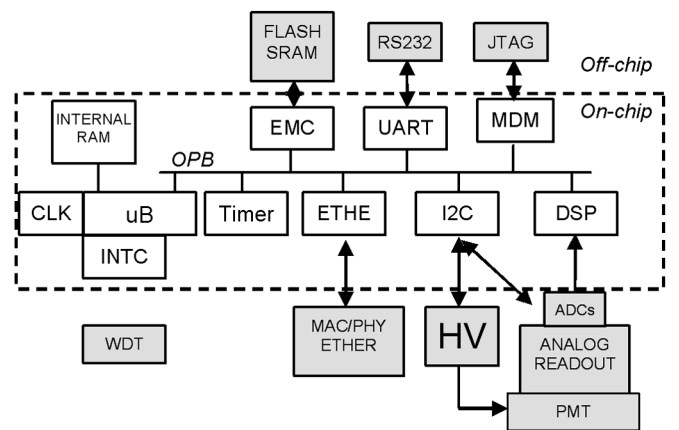 FLASH
SRAM
RS232
JTAG
Off-chip
On-chip
INTERNAL
RAM
EMC
UART
MDM
OPB
CLK
uB
Timer
ETHE
I2C
DSP
INTC
WDT
MAC/PHY
ETHER
HV
ADCs
ANALOG
READOUT
PMT